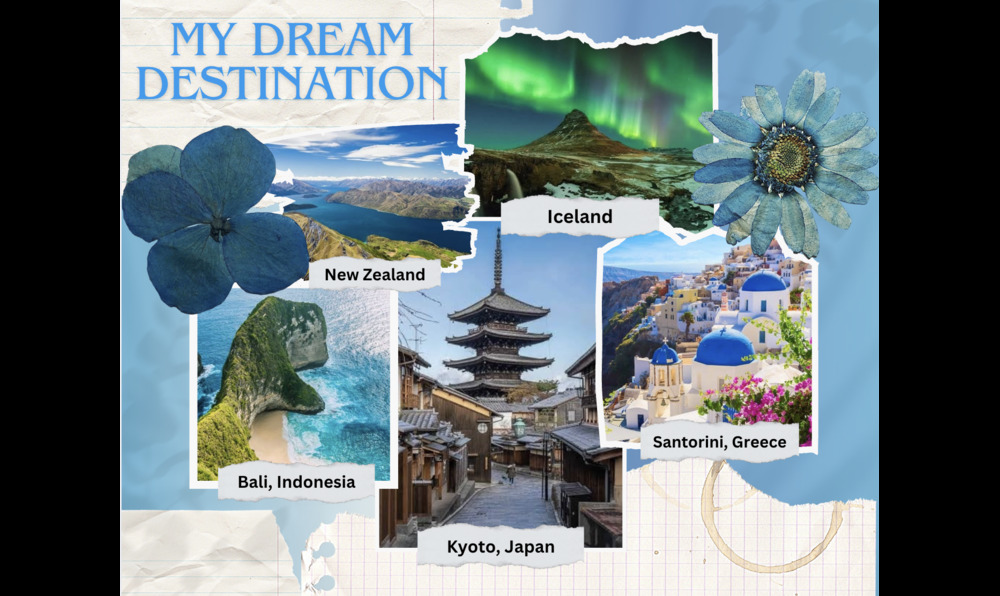 MY DREAM
DESTINATION
Iceland
New Zealand
Santorini, Greece
Bali, Indonesia
Kyoto, Japan